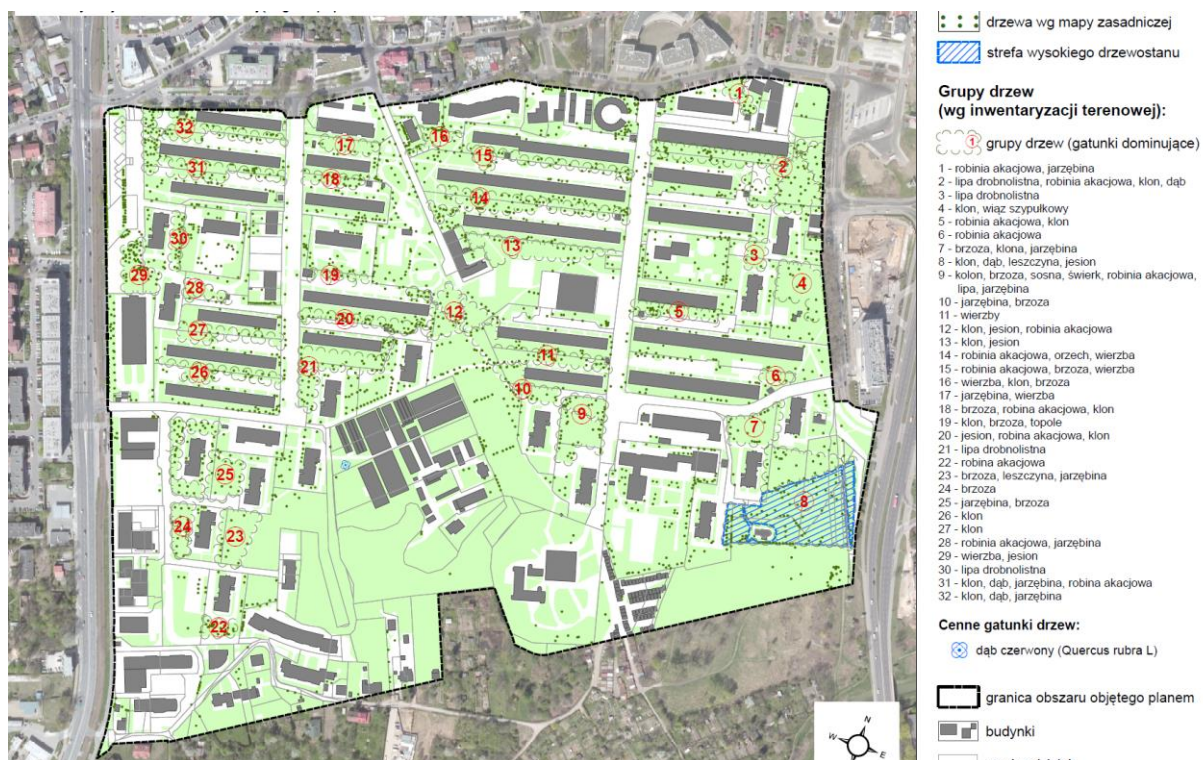 drzewa wg mapy zasadniczej
strefa wysokiego drzewostanu
Grupy drzew
(wg inwentaryzacji terenowej):
1 grupy drzew (gatunki dominujące)
1 - robinia akacjowa, jarzębina
2 - lipa drobnolistna, robinia akacjowa, klon, dąb
3 - lipa drobnolistna
4 - klon, wiąz szypułkowy
5 - robinia akacjowa, klon
6 - robinia akacjowa
7 - brzoza, klona, jarzębina
8 - klon, dąb, leszczyna, jesion
9 - kolon, brzoza, sosna, świerk, robinia akacjowa,
lipa, jarzębina
10 - jarzębina, brzoza
11 - wierzby
12 - klon, jesion, robinia akacjowa
13 - klon, jesion
14 - robinia akacjowa, orzech, wierzba
15 - robinia akacjowa, brzoza, wierzba
16 - wierzba, klon, brzoza
17 - jarzębina, wierzba
18 - brzoza, robinia akacjowa, klon
19 - klon, brzoza, topole
20 - jesion, robina akacjowa, klon
21 - lipa drobnolistna
22 - robina akacjowa
23 - brzoza, leszczyna, jarzębina
24 - brzoza
25 - jarzębina, brzoza
26 - klon
27 - klon
28 - robinia akacjowa, jarzębina
29 - wierzba, jesion
30 - lipa drobnolistna
31 - klon, dąb, jarzębina, robina akacjowa
32 - klon, dąb, jarzębina
Cenne gatunki drzew:
dąb czerwony (Quercus rubra L)
granica obszaru objętego planem
budynki
1
32
17
16
15
2
31
18
14
30
13
3
29
28
19
4
12
5
20
27
11
21
26
10
6
9
7
25
8
24
23
22
N
W
E